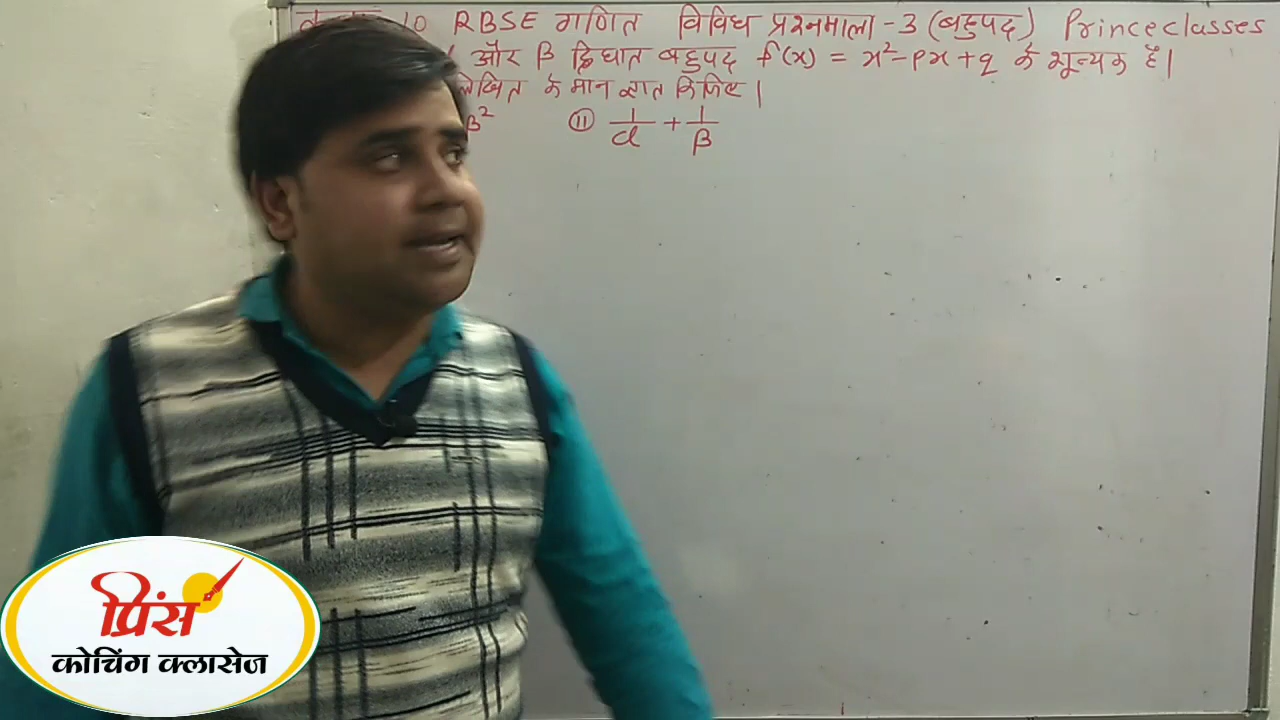 10 RBSE गणित विविध प्रश्नमाला -3 (बहुपद) Princeclasses
और β द्विघात बहुपद f(x) = x²-px+q के शून्यक है।
के मान ज्ञात किजिए।
β² (ii) 1/α + 1/β
प्रिंस
कोचिंग क्लासेज